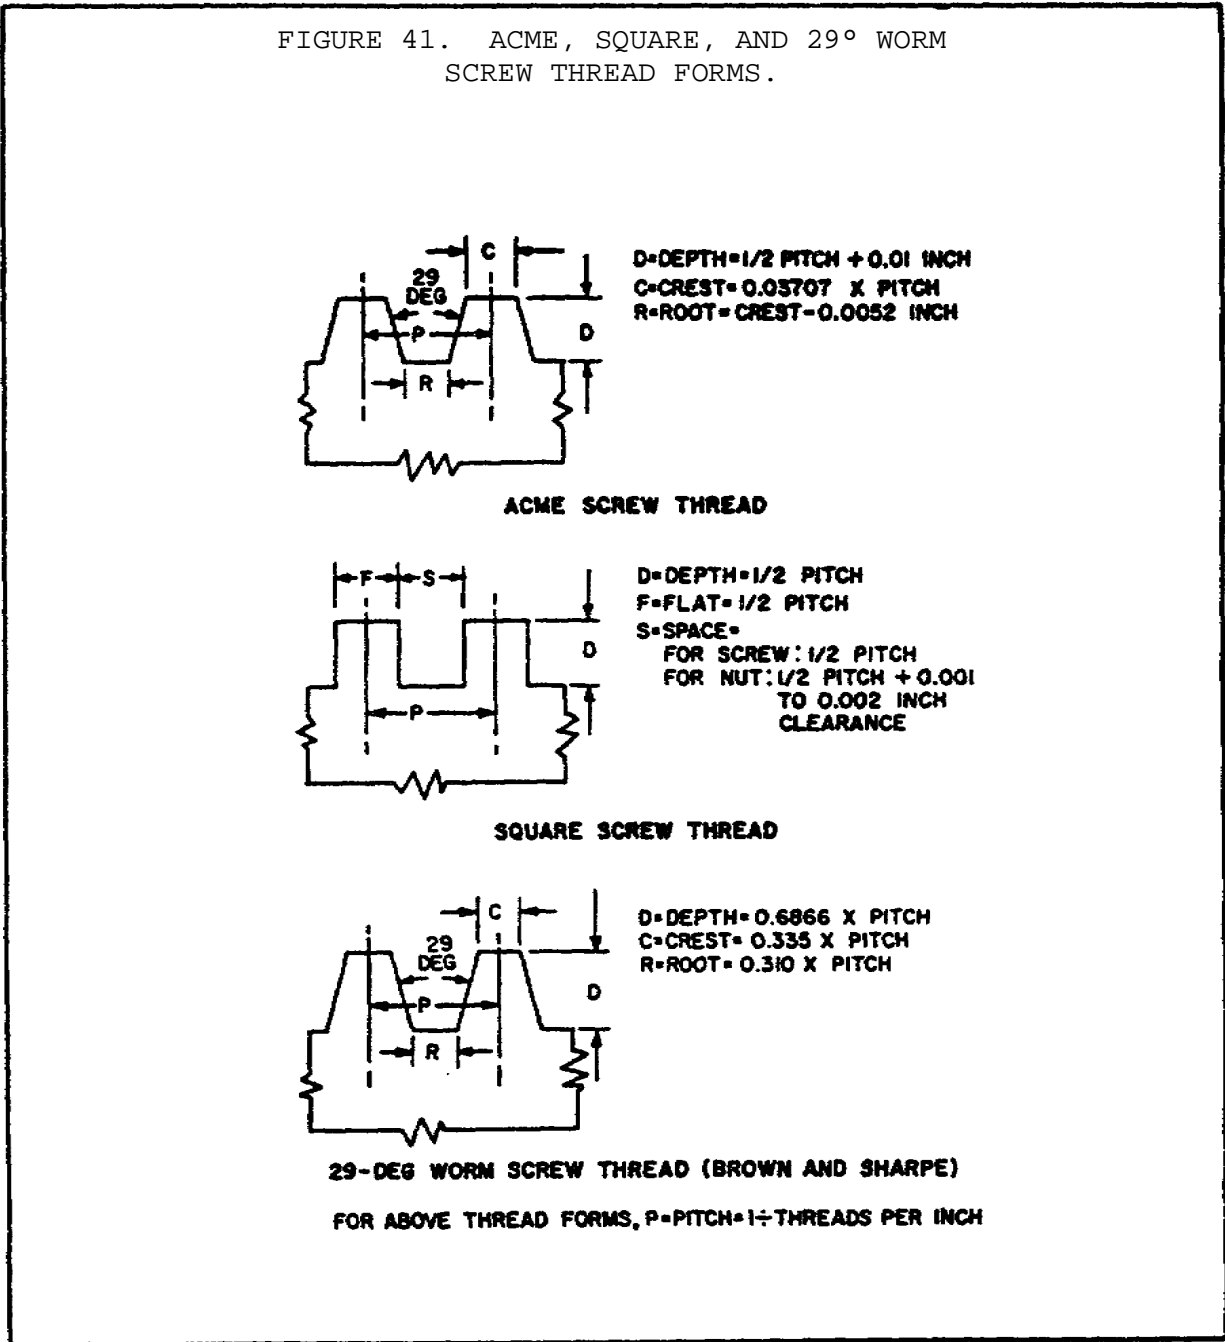 FIGURE 41. ACME, SQUARE, AND 29° WORM
SCREW THREAD FORMS.
C
29
DEG
P
D
R
D=DEPTH=1/2 PITCH + 0.01 INCH
C=CREST=0.03707 X PITCH
R=ROOT=CREST-0.0052 INCH
ACME SCREW THREAD
F
S
D
P
D=DEPTH=1/2 PITCH
F=FLAT=1/2 PITCH
S=SPACE=
FOR SCREW: 1/2 PITCH
FOR NUT: 1/2 PITCH + 0.001
TO 0.002 INCH
CLEARANCE
SQUARE SCREW THREAD
C
29
DEG
P
D
R
D=DEPTH=0.6866 X PITCH
C=CREST=0.335 X PITCH
R=ROOT=0.310 X PITCH
29-DEG WORM SCREW THREAD (BROWN AND SHARPE)
FOR ABOVE THREAD FORMS, P=PITCH=1÷THREADS PER INCH